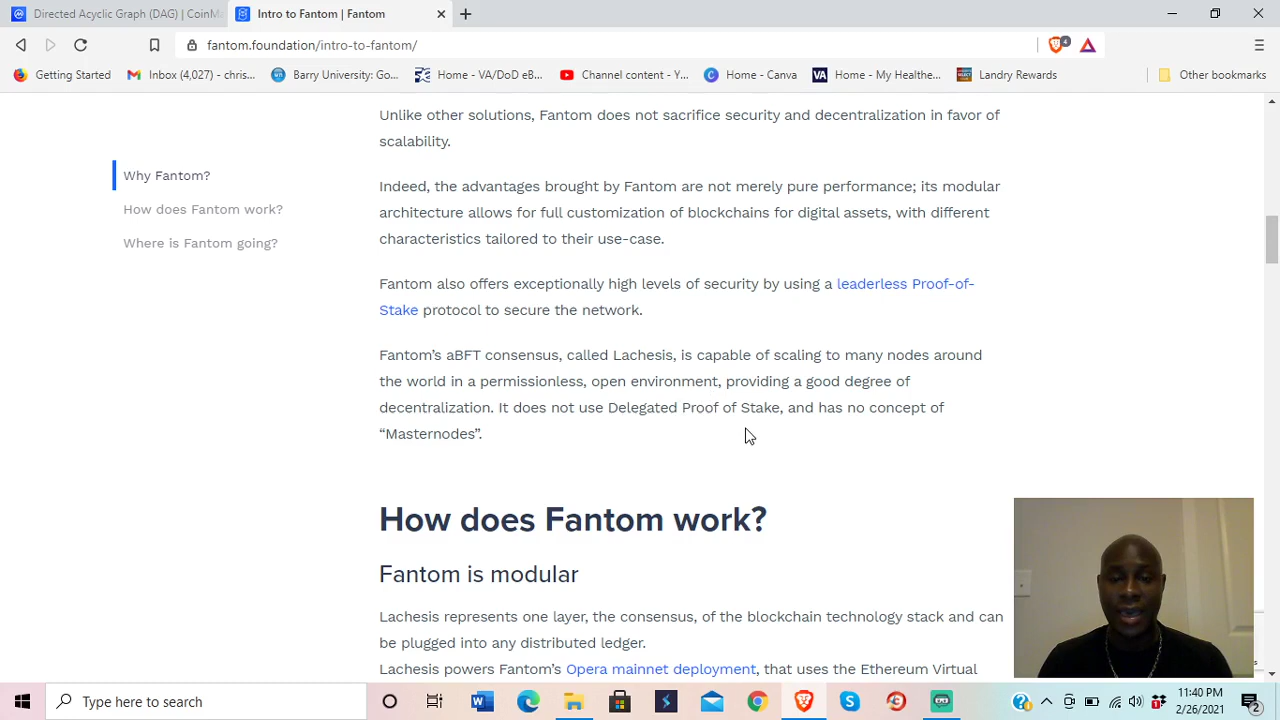 Directed Acyclic Graph (DAG) | CoinMa
Intro to Fantom | Fantom
fantom.foundation/intro-to-fantom/
4
Getting Started
Inbox (4,027) - chris...
Barry University: Go...
Home - VA/DoD eB...
Channel content - Y...
Home - Canva
VA
Home - My Healthe...
Landry Rewards
Other bookmarks
Why Fantom?
How does Fantom work?
Where is Fantom going?
Unlike other solutions, Fantom does not sacrifice security and decentralization in favor of
scalability.
Indeed, the advantages brought by Fantom are not merely pure performance; its modular
architecture allows for full customization of blockchains for digital assets, with different
characteristics tailored to their use-case.
Fantom also offers exceptionally high levels of security by using a leaderless Proof-of-
Stake protocol to secure the network.
Fantom’s aBFT consensus, called Lachesis, is capable of scaling to many nodes around
the world in a permissionless, open environment, providing a good degree of
decentralization. It does not use Delegated Proof of Stake, and has no concept of
“Masternodes”.
How does Fantom work?
Fantom is modular
Lachesis represents one layer, the consensus, of the blockchain technology stack and can
be plugged into any distributed ledger.
Lachesis powers Fantom’s Opera mainnet deployment, that uses the Ethereum Virtual
Type here to search
11:40 PM
2/26/2021
2